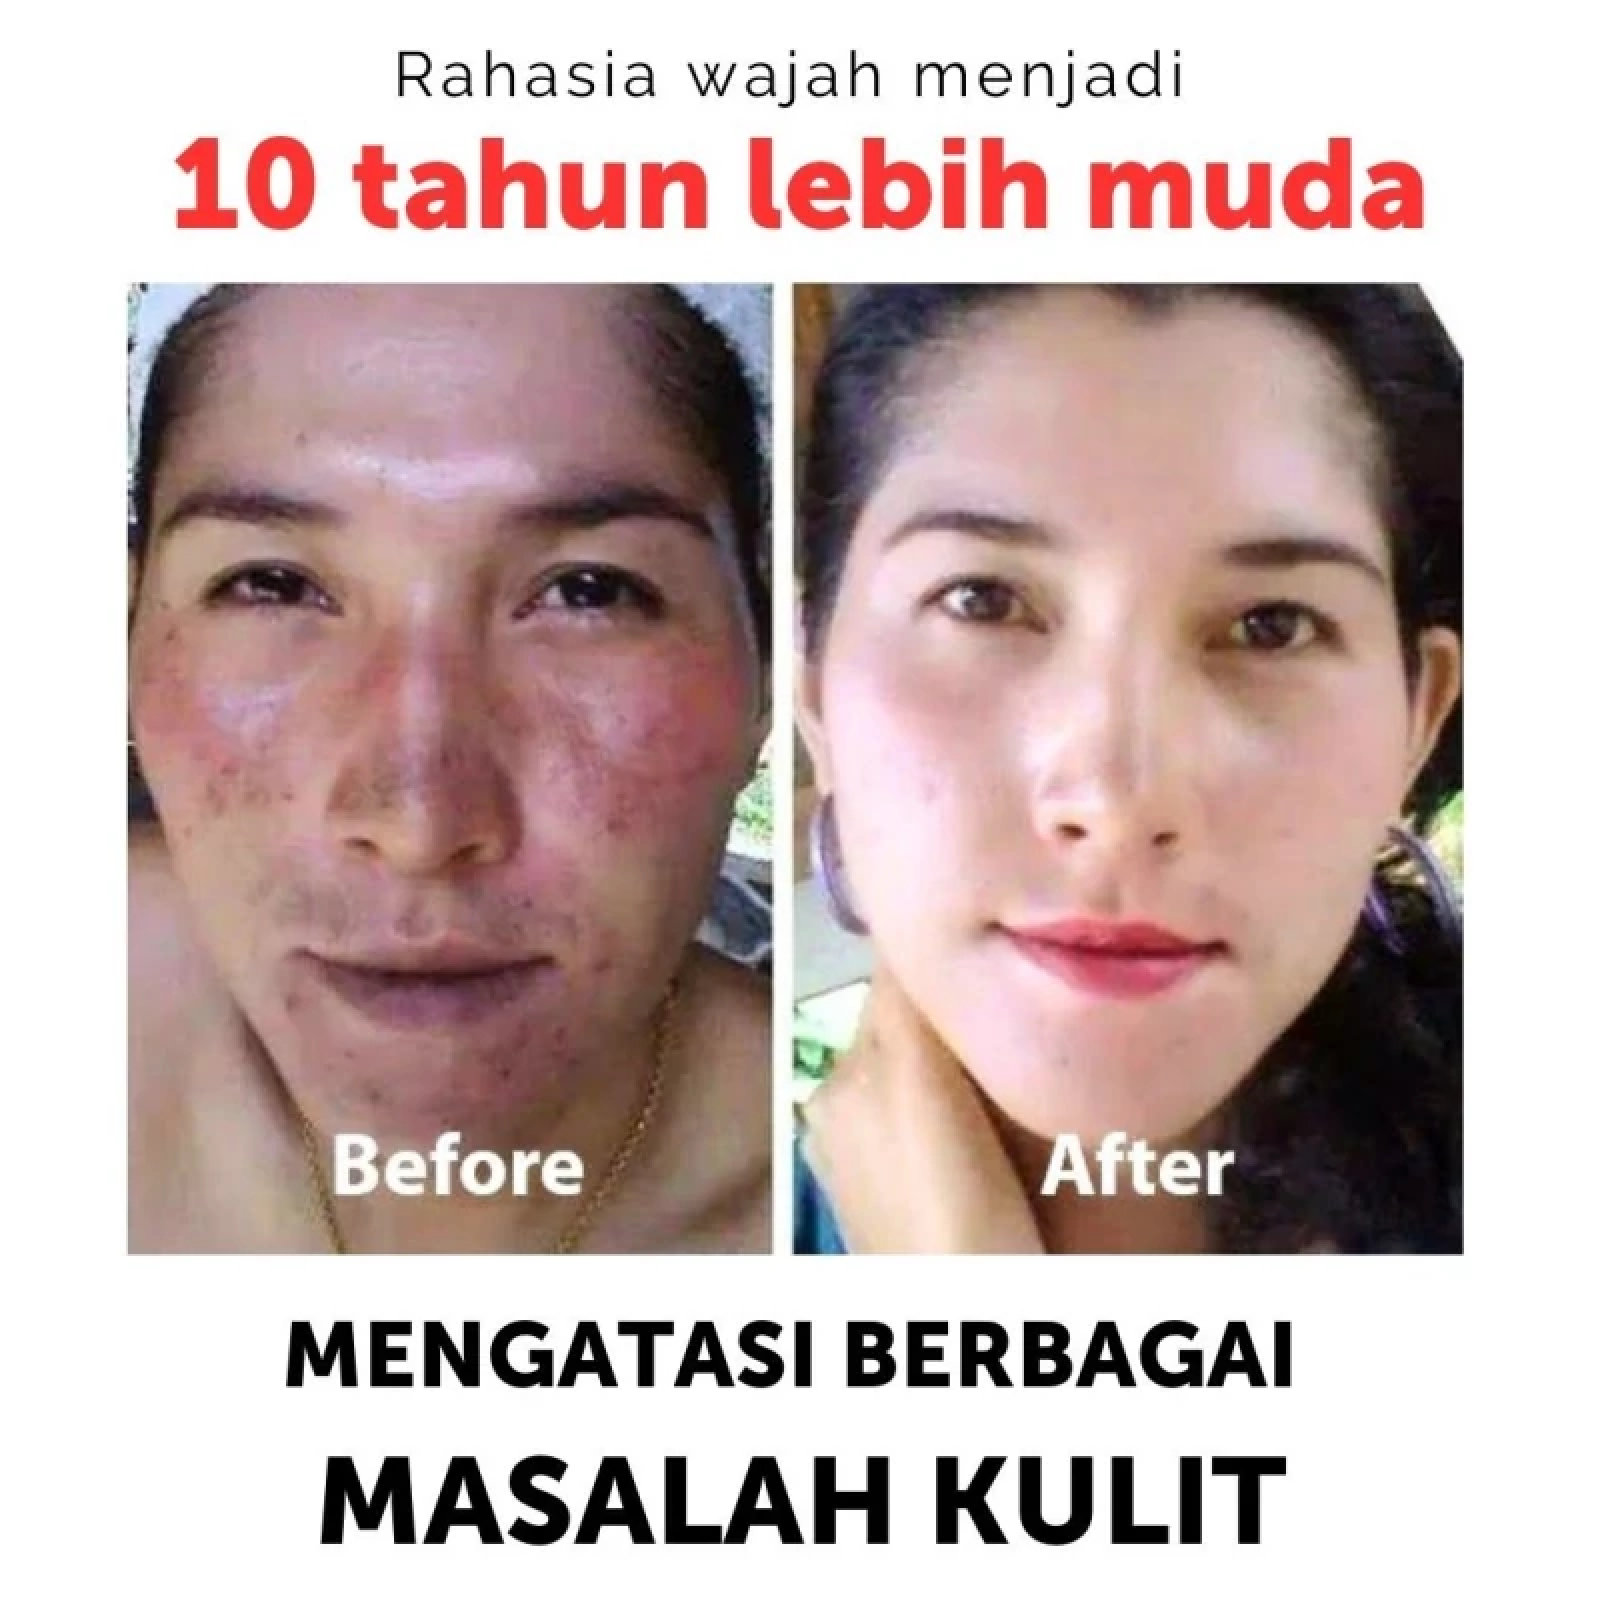 Rahasia wajah menjadi
10 tahun lebih muda
Before
After
MENGATASI BERBAGAI
MASALAH KULIT